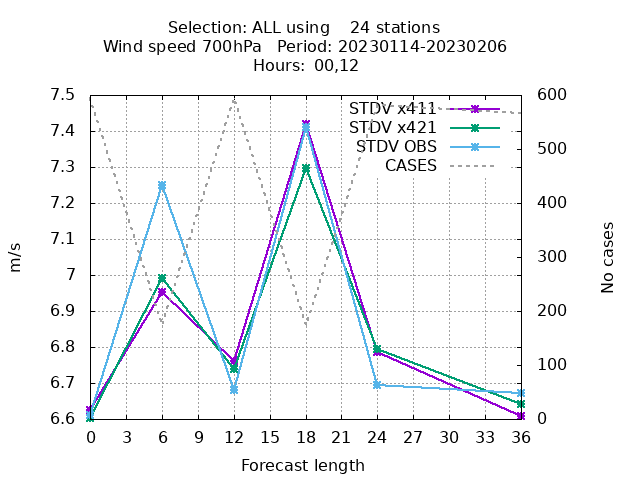 Selection: ALL using    24 stations
Wind speed 700hPa   Period: 20230114-20230206
Hours:  00,12
7.5
7.4
7.3
7.2
7.1
7
6.9
6.8
6.7
6.6
m/s
STDV x411
STDV x421
STDV OBS
CASES
600
500
400
300
200
100
0
No cases
0 3 6 9 12 15 18 21 24 27 30 33 36
Forecast length